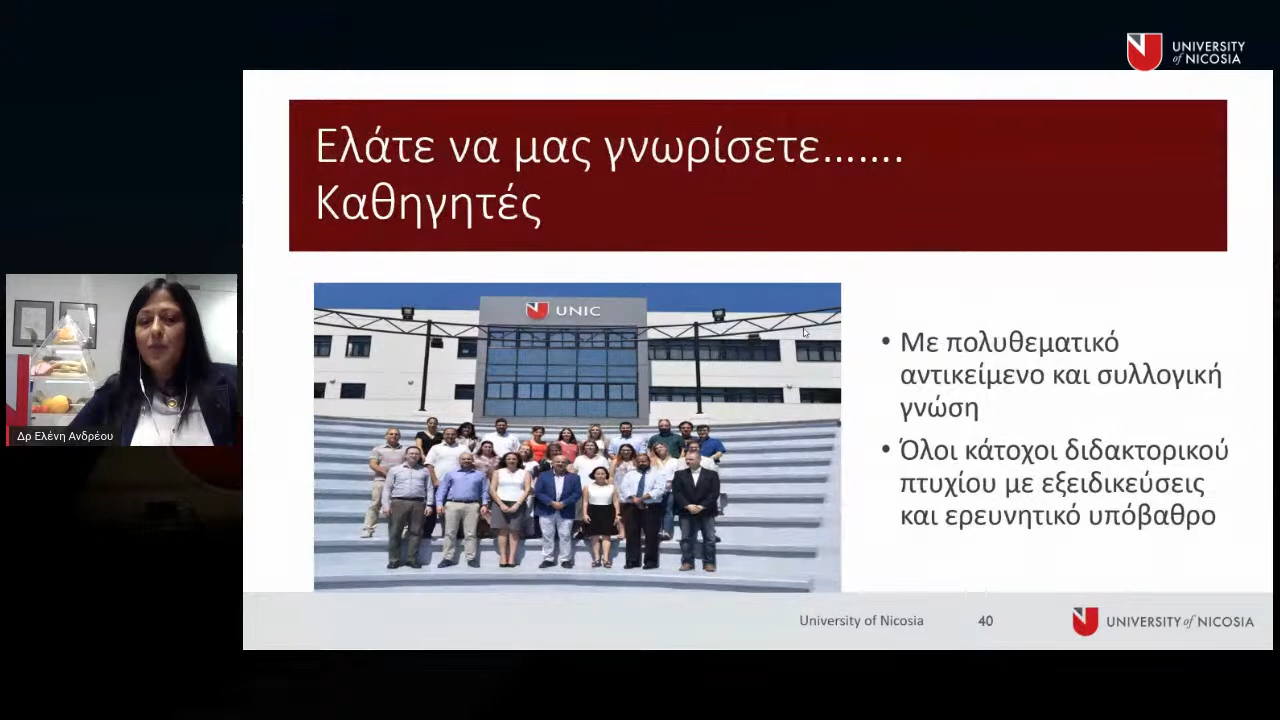 UNIVERSITY
of NICOSIA
Ελάτε να μας γνωρίσετε.......
Καθηγητές
UNIC
• Με πολυθεματικό
αντικείμενο και συλλογική
γνώση
• Όλοι κάτοχοι διδακτορικού
πτυχίου με εξειδικεύσεις
και ερευνητικό υπόβαθρο
Δρ Ελένη Ανδρέου
University of Nicosia
40
UNIVERSITY of NICOSIA